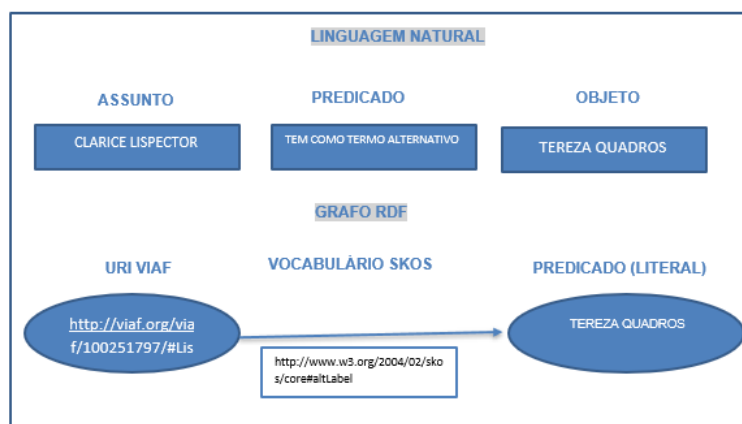 LINGUAGEM NATURAL
ASSUNTO PREDICADO OBJETO
CLARICE LISPECTOR TEM COMO TERMO ALTERNATIVO TEREZA QUADROS
GRAFO RDF
URI VIAF VOCABULÁRIO SKOS PREDICADO (LITERAL)
http://viaf.org/via
f/100251797/#Lis
TEREZA QUADROS
http://www.w3.org/2004/02/sko
s/core#altLabel